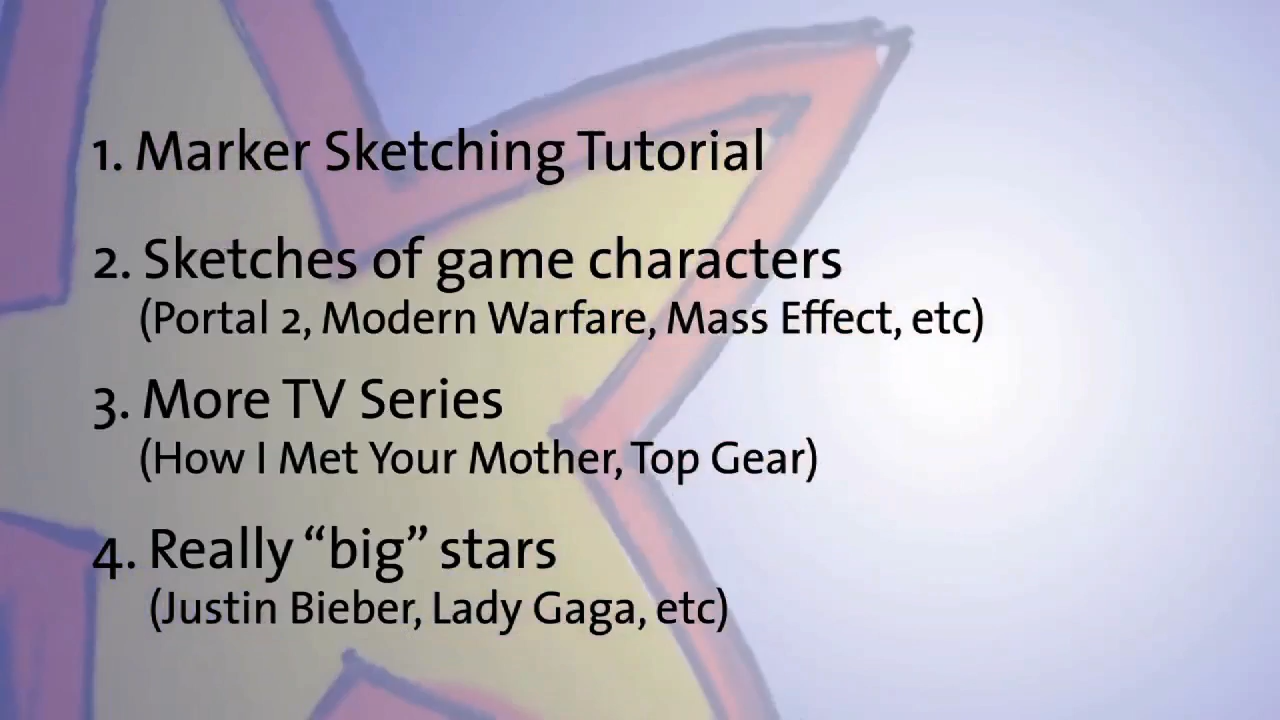 1. Marker Sketching Tutorial
2. Sketches of game characters
(Portal 2, Modern Warfare, Mass Effect, etc)
3. More TV Series
(How I Met Your Mother, Top Gear)
4. Really “big” stars
(Justin Bieber, Lady Gaga, etc)